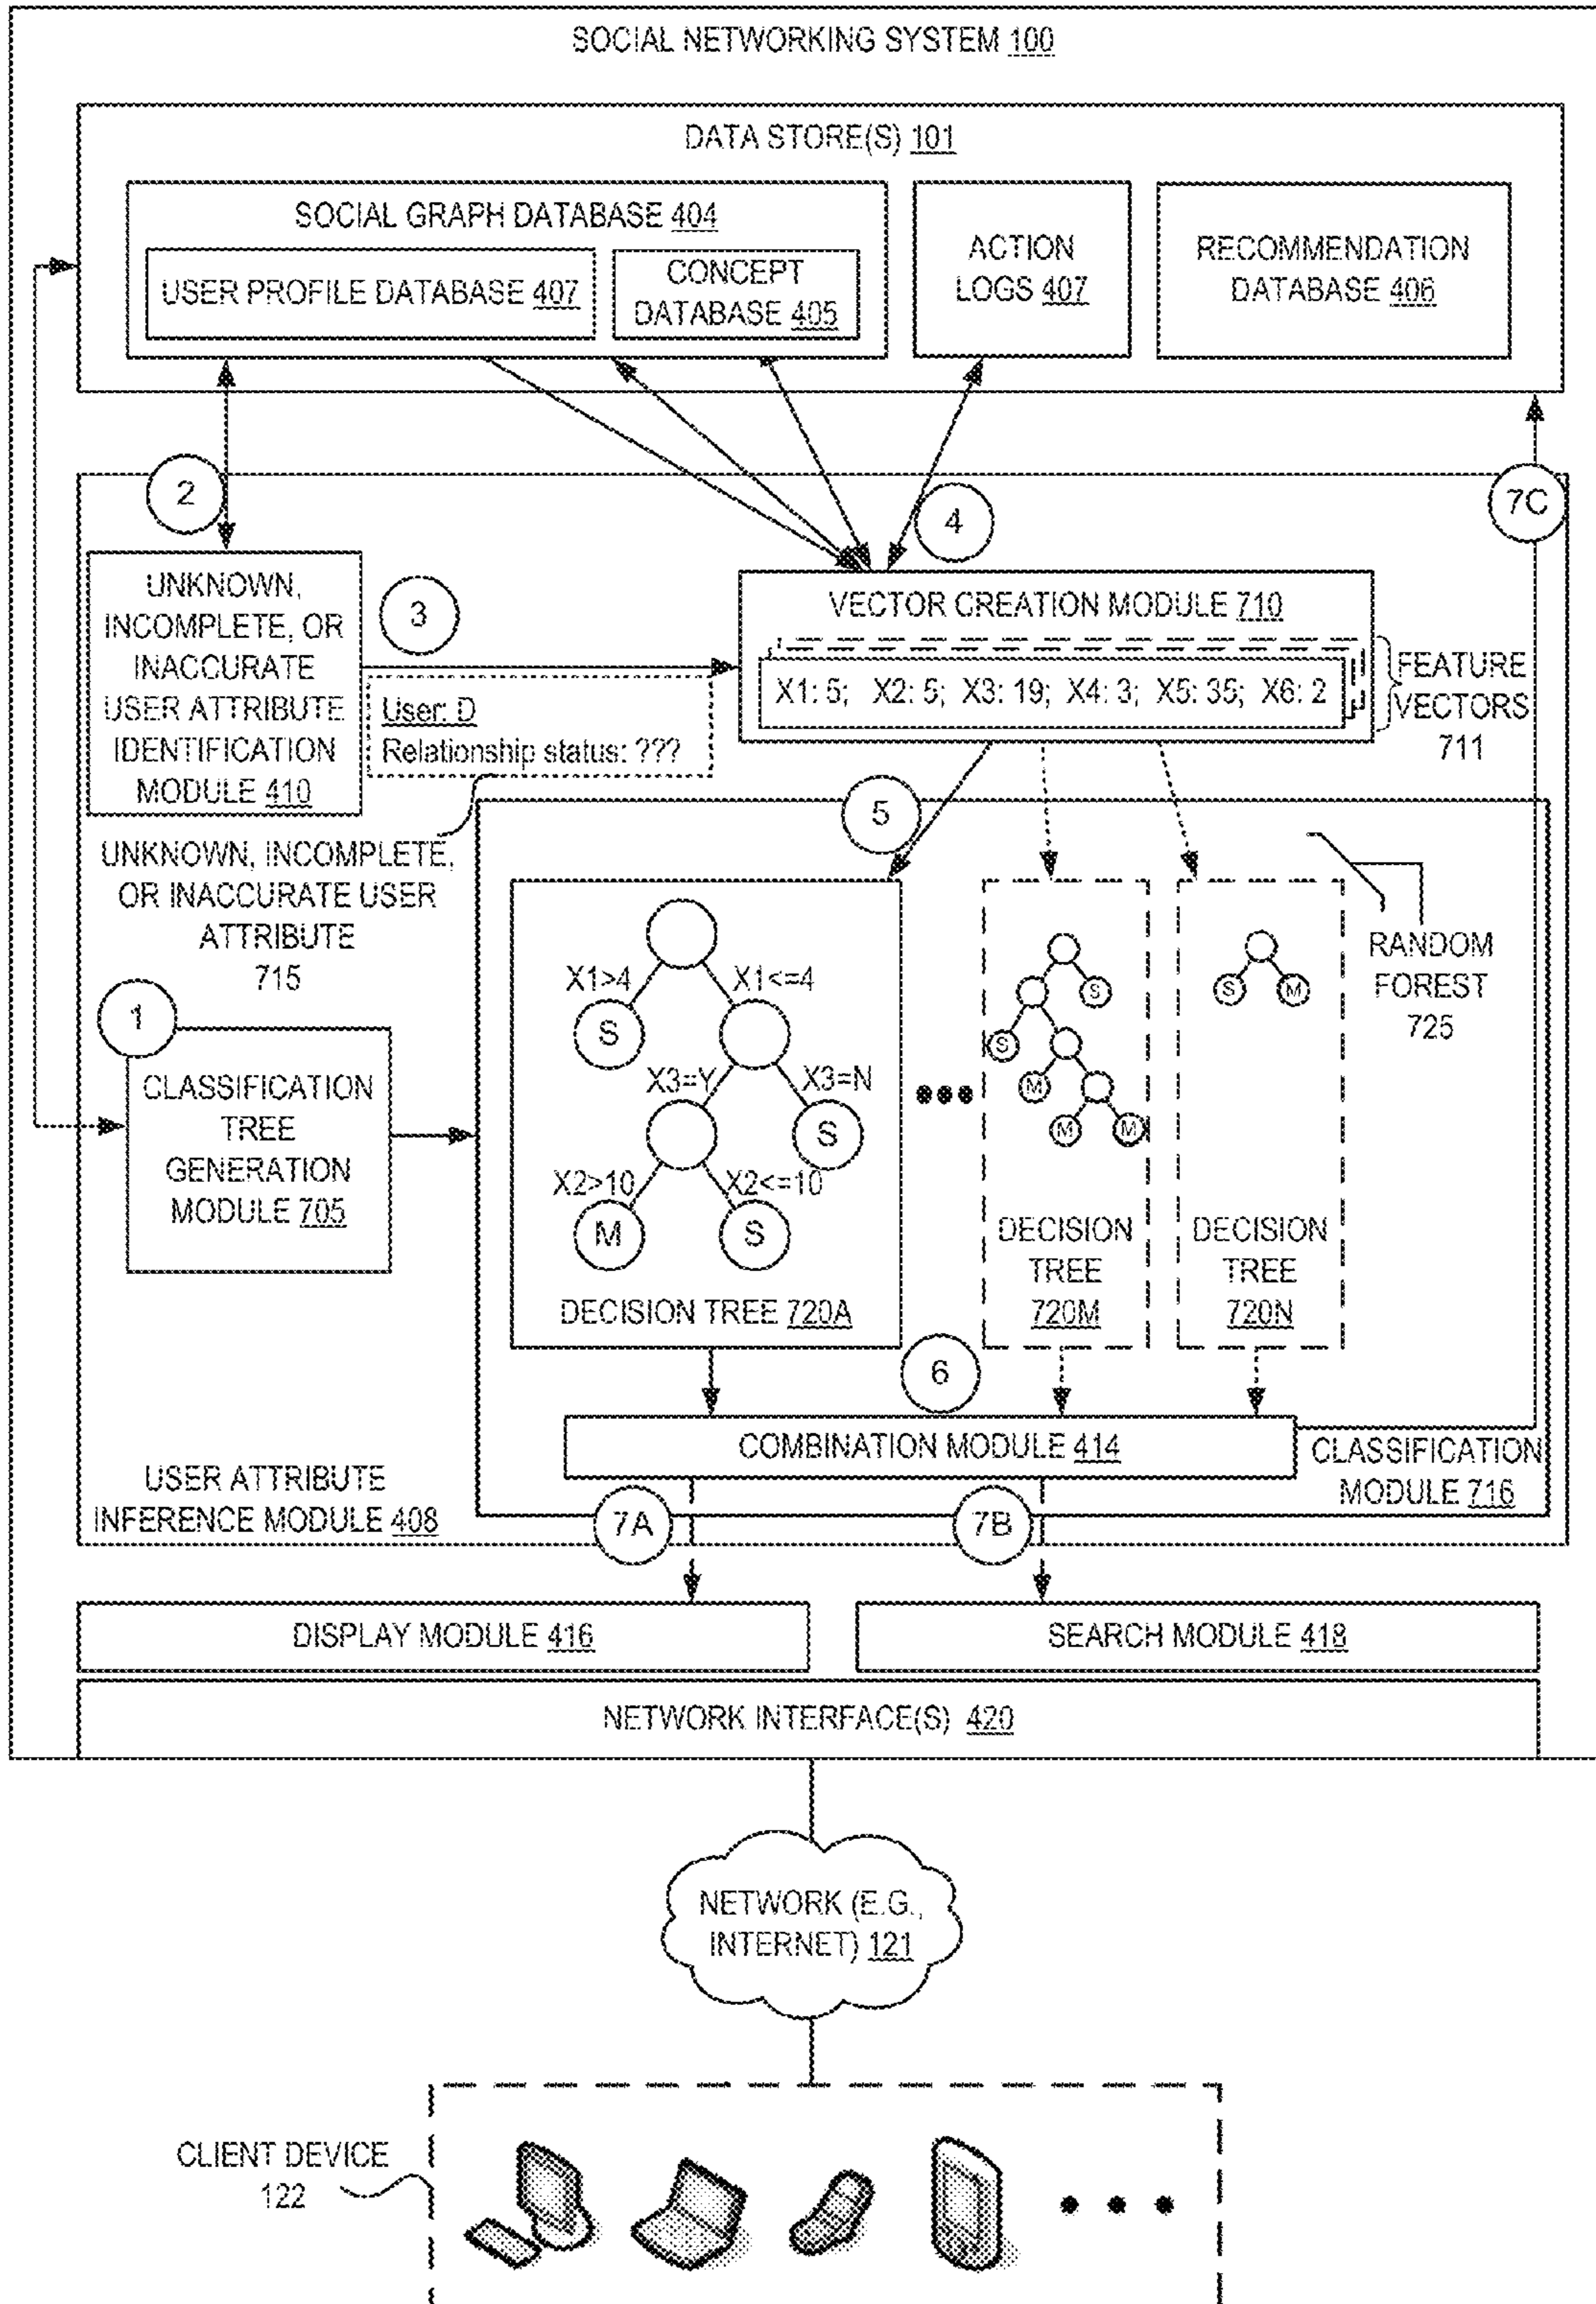 SOCIAL NETWORKING SYSTEM 100
DATA STORE(S) 101
SOCIAL GRAPH DATABASE 404
USER PROFILE DATABASE 407
CONCEPT
DATABASE 405
ACTION
LOGS 407
RECOMMENDATION
DATABASE 406
2
4
7C
UNKNOWN,
INCOMPLETE, OR
INACCURATE
USER ATTRIBUTE
IDENTIFICATION
MODULE 410
3
User: D
Relationship status: ???
VECTOR CREATION MODULE 710
X1: 5; X2: 5; X3: 19; X4: 3; X5: 35; X6: 2
FEATURE
VECTORS
711
UNKNOWN, INCOMPLETE,
OR INACCURATE USER
ATTRIBUTE
715
1
CLASSIFICATION
TREE
GENERATION
MODULE 705
5
X1>4
X1<=4
S
X3=Y
X3=N
S
X2>10
X2<=10
M
S
DECISION TREE 720A
S
S
M
M
M
DECISION
TREE
720M
S
M
DECISION
TREE
720N
RANDOM
FOREST
725
6
COMBINATION MODULE 414
CLASSIFICATION
MODULE 716
USER ATTRIBUTE
INFERENCE MODULE 408
7A
7B
DISPLAY MODULE 416
SEARCH MODULE 418
NETWORK INTERFACE(S) 420
NETWORK (E.G.,
INTERNET) 121
CLIENT DEVICE
122